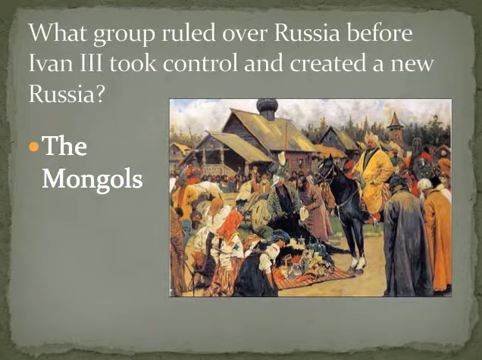 What group ruled over Russia before
Ivan III took control and created a new
Russia?
The
Mongols